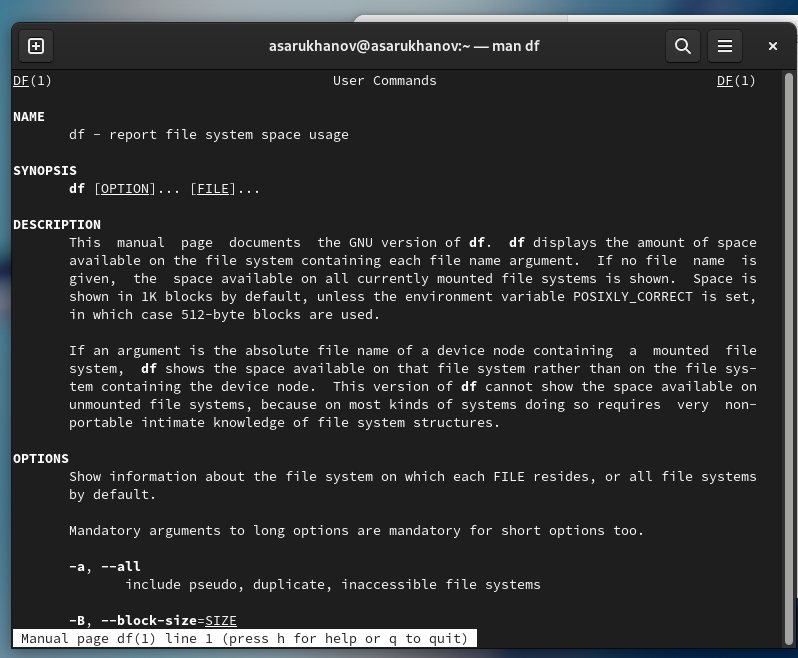 asarukhanov@asarukhanov:~ — man df
DF(1) User Commands DF(1)
NAME
df - report file system space usage
SYNOPSIS
df [OPTION]... [FILE]...
DESCRIPTION
This manual page documents the GNU version of df. df displays the amount of space
available on the file system containing each file name argument. If no file name is
given, the space available on all currently mounted file systems is shown. Space is
shown in 1K blocks by default, unless the environment variable POSIXLY_CORRECT is set,
in which case 512-byte blocks are used.
If an argument is the absolute file name of a device node containing a mounted file
system, df shows the space available on that file system rather than on the file sys-
tem containing the device node. This version of df cannot show the space available on
unmounted file systems, because on most kinds of systems doing so requires very non-
portable intimate knowledge of file system structures.
OPTIONS
Show information about the file system on which each FILE resides, or all file systems
by default.
Mandatory arguments to long options are mandatory for short options too.
-a, --all
include pseudo, duplicate, inaccessible file systems
-B, --block-size=SIZE
Manual page df(1) line 1 (press h for help or q to quit)